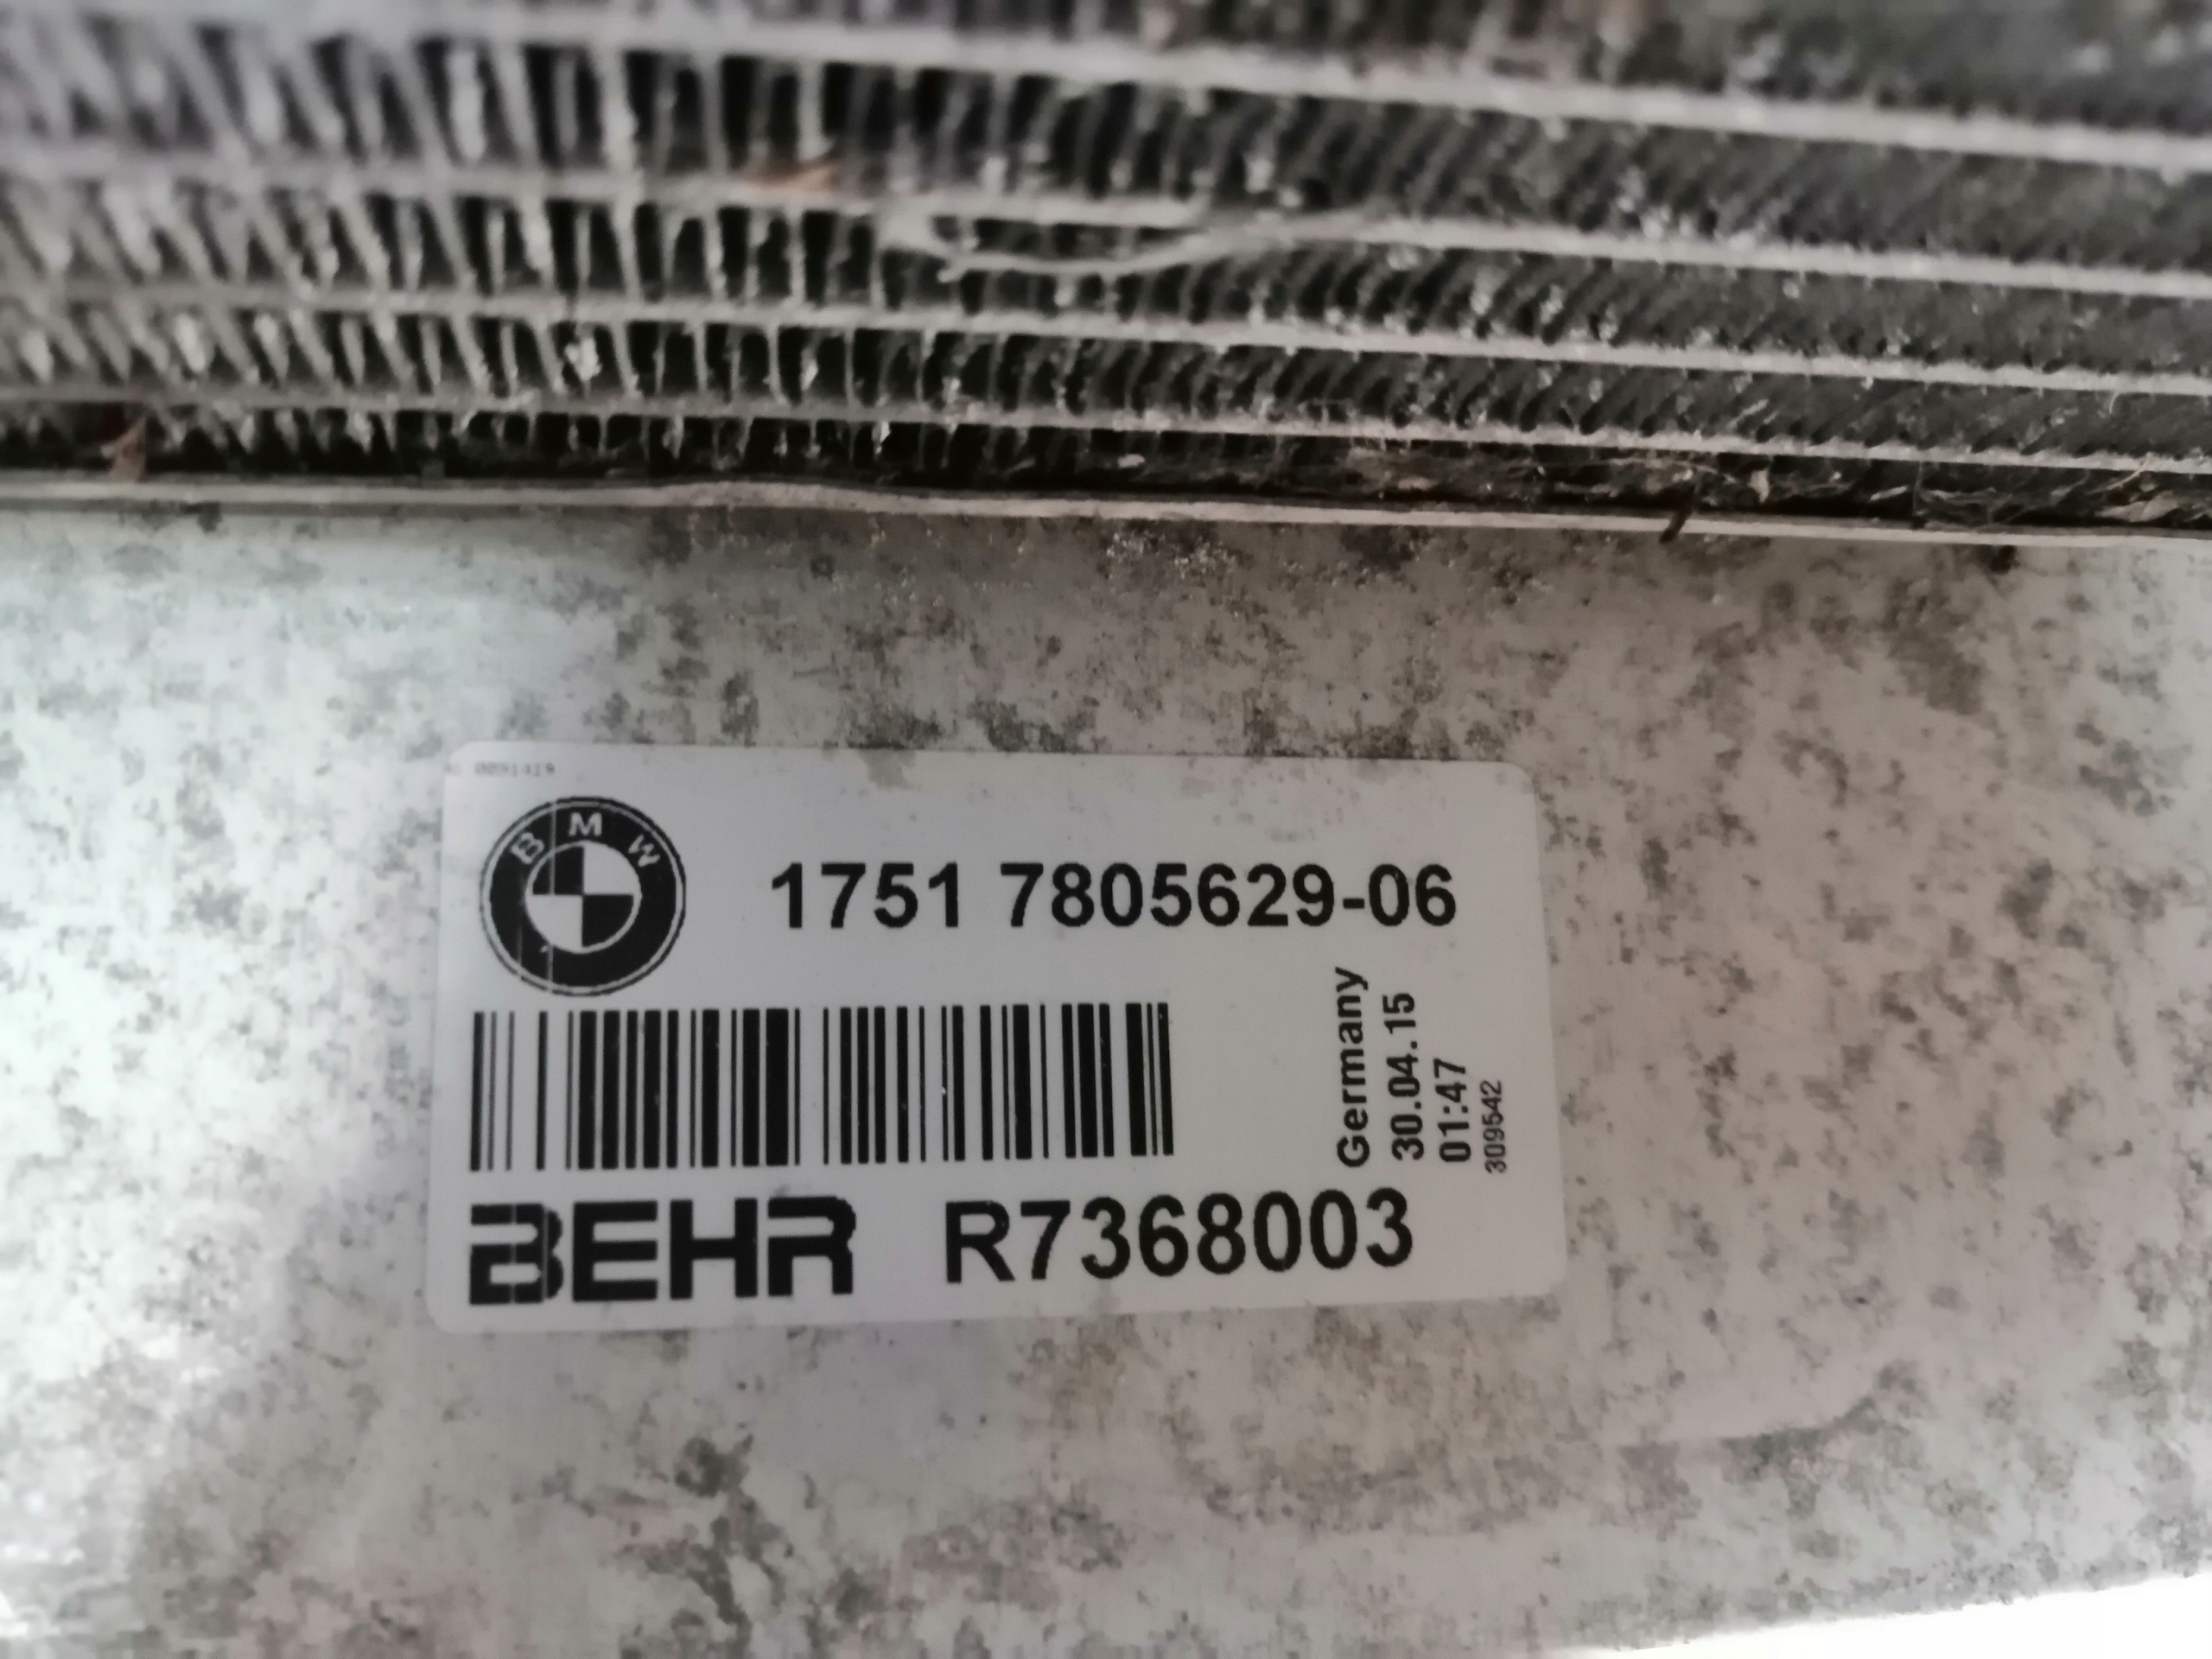 BMW
1751 7805629-06
Germany
30.04.15
01:47
309542
BEHR R7368003